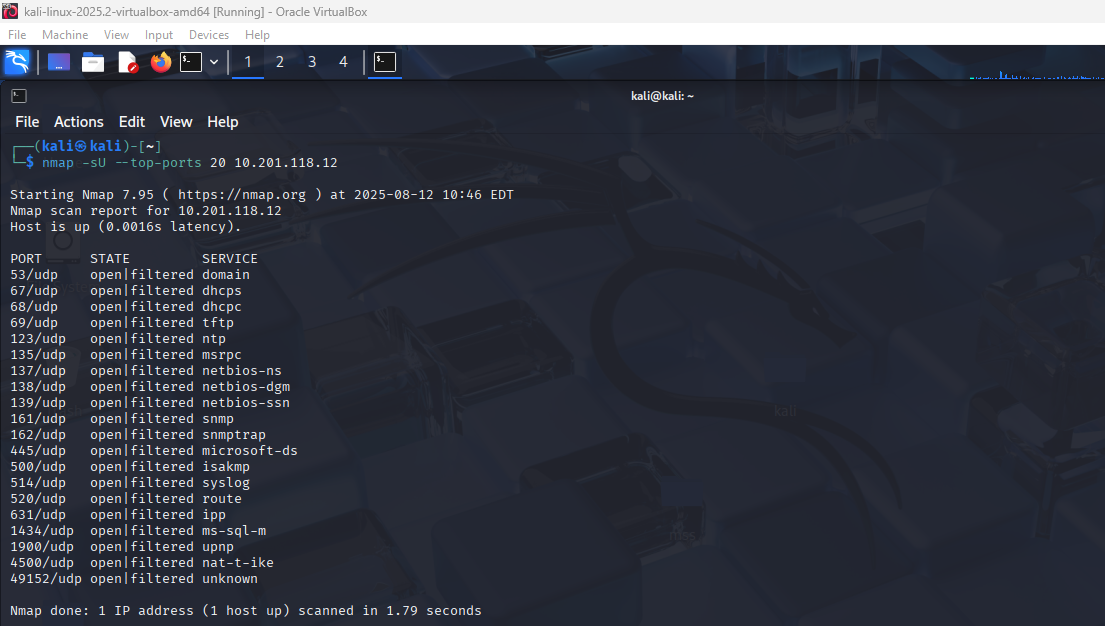 kali-linux-2025.2-virtualbox-amd64 [Running] - Oracle VirtualBox
File Machine View Input Devices Help
1 2 3 4
kali@kali: ~
File Actions Edit View Help
┌──(kali㉿kali)-[~]
└─$ nmap -sU --top-ports 20 10.201.118.12
Starting Nmap 7.95 ( https://nmap.org ) at 2025-08-12 10:46 EDT
Nmap scan report for 10.201.118.12
Host is up (0.0016s latency).
PORT STATE SERVICE
53/udp open|filtered domain
67/udp open|filtered dhcps
68/udp open|filtered dhcpc
69/udp open|filtered tftp
123/udp open|filtered ntp
135/udp open|filtered msrpc
137/udp open|filtered netbios-ns
138/udp open|filtered netbios-dgm
139/udp open|filtered netbios-ssn
161/udp open|filtered snmp
162/udp open|filtered snmptrap
445/udp open|filtered microsoft-ds
500/udp open|filtered isakmp
514/udp open|filtered syslog
520/udp open|filtered route
631/udp open|filtered ipp
1434/udp open|filtered ms-sql-m
1900/udp open|filtered upnp
4500/udp open|filtered nat-t-ike
49152/udp open|filtered unknown
Nmap done: 1 IP address (1 host up) scanned in 1.79 seconds
kali